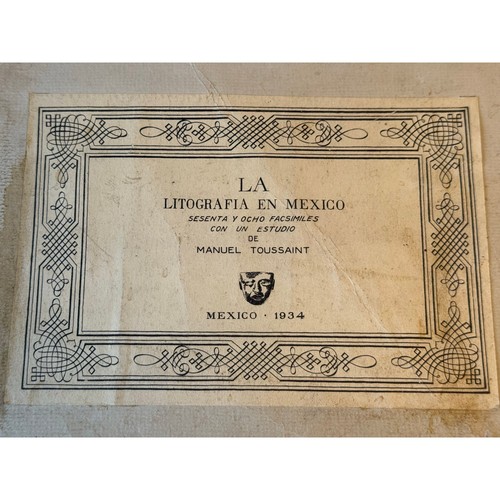 LA
LITOGRAFIA EN MEXICO
SESENTA Y OCHO FACSIMILES
CON UN ESTUDIO
DE
MANUEL TOUSSAINT
MEXICO · 1934